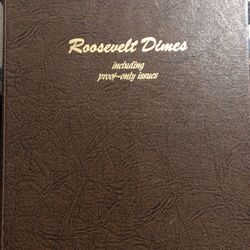 Roosevelt Dimes
including
proof-only issues